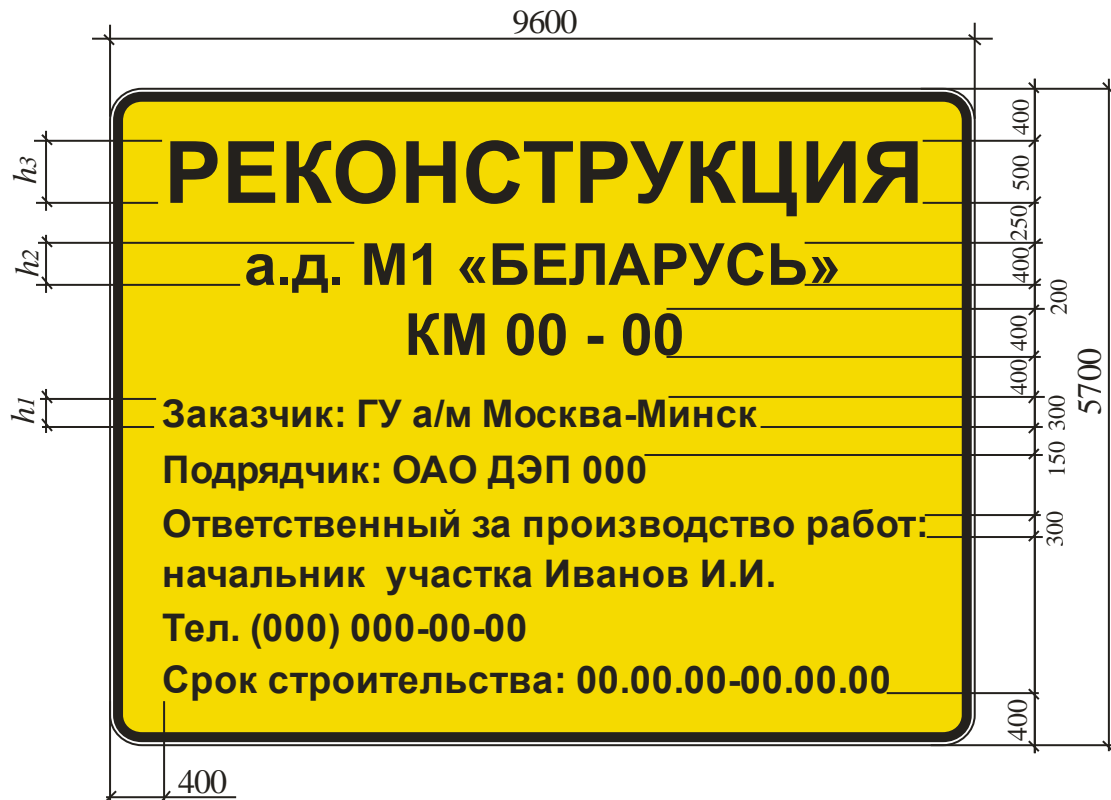 9600
РЕКОНСТРУКЦИЯ
а.д. М1 «БЕЛАРУСЬ»
КМ 00 - 00
Заказчик: ГУ а/м Москва-Минск
Подрядчик: ОАО ДЭП 000
Ответственный за производство работ:
начальник участка Иванов И.И.
Тел. (000) 000-00-00
Срок строительства: 00.00.00-00.00.00
h3
h2
h1
400
500
250
400
200
400
400
300
150
300
400
5700
400